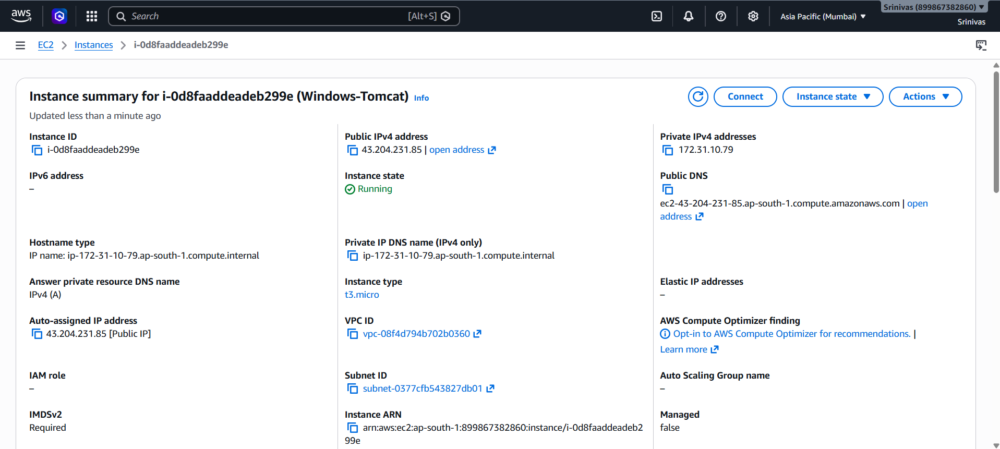 aws
Search [Alt+S]
Asia Pacific (Mumbai)
Srinivas (899867382860)
Srinivas
EC2
Instances
i-0d8faaddeadeb299e
Instance summary for i-0d8faaddeadeb299e (Windows-Tomcat) Info
Connect
Instance state
Actions
Updated less than a minute ago
Instance ID
i-0d8faaddeadeb299e
Public IPv4 address
43.204.231.85 | open address
Private IPv4 addresses
172.31.10.79
IPv6 address
–
Instance state
Running
Public DNS
ec2-43-204-231-85.ap-south-1.compute.amazonaws.com | open
address
Hostname type
IP name: ip-172-31-10-79.ap-south-1.compute.internal
Private IP DNS name (IPv4 only)
ip-172-31-10-79.ap-south-1.compute.internal
Answer private resource DNS name
IPv4 (A)
Instance type
t3.micro
Elastic IP addresses
–
Auto-assigned IP address
43.204.231.85 [Public IP]
VPC ID
vpc-08f4d794b702b0360
AWS Compute Optimizer finding
Opt-in to AWS Compute Optimizer for recommendations. |
Learn more
IAM role
–
Subnet ID
subnet-0377cfb543827db01
Auto Scaling Group name
–
IMDSv2
Required
Instance ARN
arn:aws:ec2:ap-south-1:899867382860:instance/i-0d8faaddeadeb2
99e
Managed
false